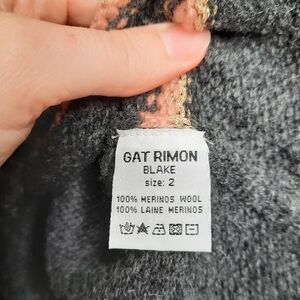 GAT RIMON
BLAKE
size: 2
100% MERINOS WOOL
100% LAINE MERINOS